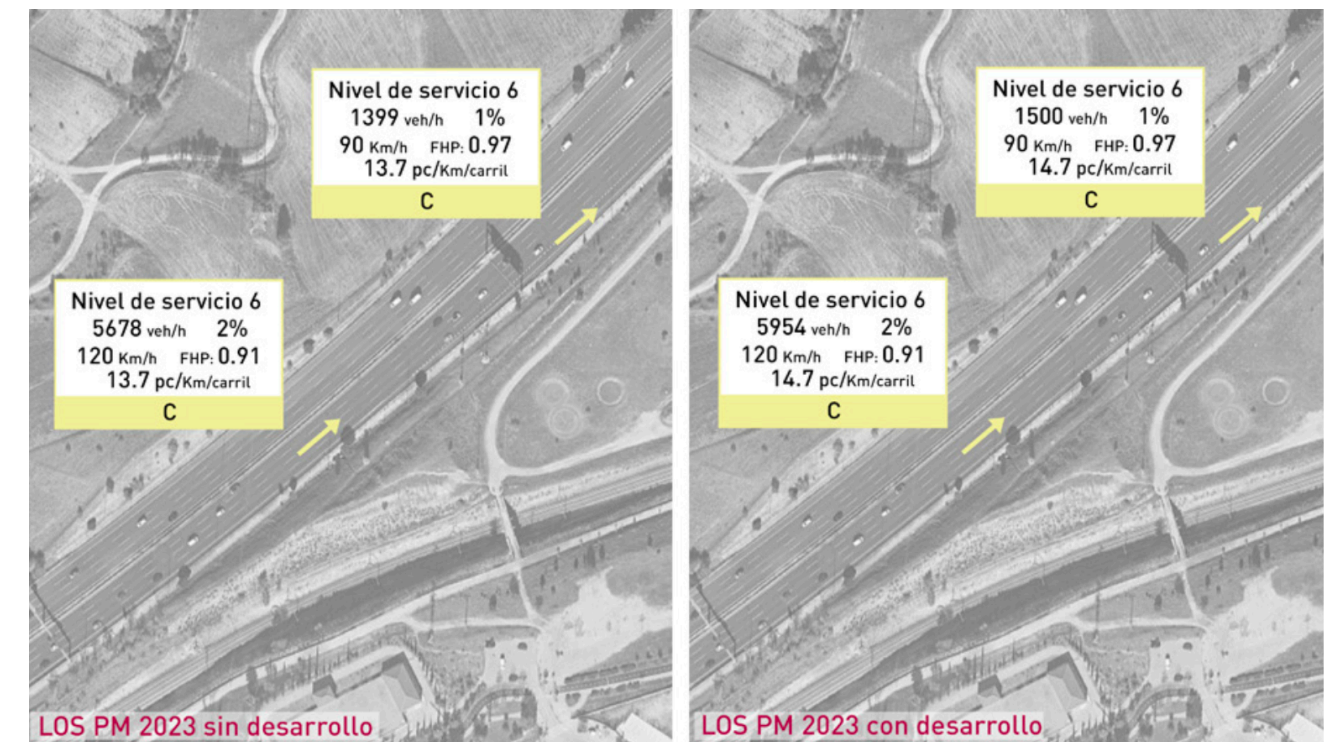 Nivel de servicio 6
1399 veh/h 1%
90 Km/h FHP: 0.97
13.7 pc/Km/carril
C
Nivel de servicio 6
5678 veh/h 2%
120 Km/h FHP: 0.91
13.7 pc/Km/carril
C
LOS PM 2023 sin desarrollo
Nivel de servicio 6
1500 veh/h 1%
90 Km/h FHP: 0.97
14.7 pc/Km/carril
C
Nivel de servicio 6
5954 veh/h 2%
120 Km/h FHP: 0.91
14.7 pc/Km/carril
C
LOS PM 2023 con desarrollo